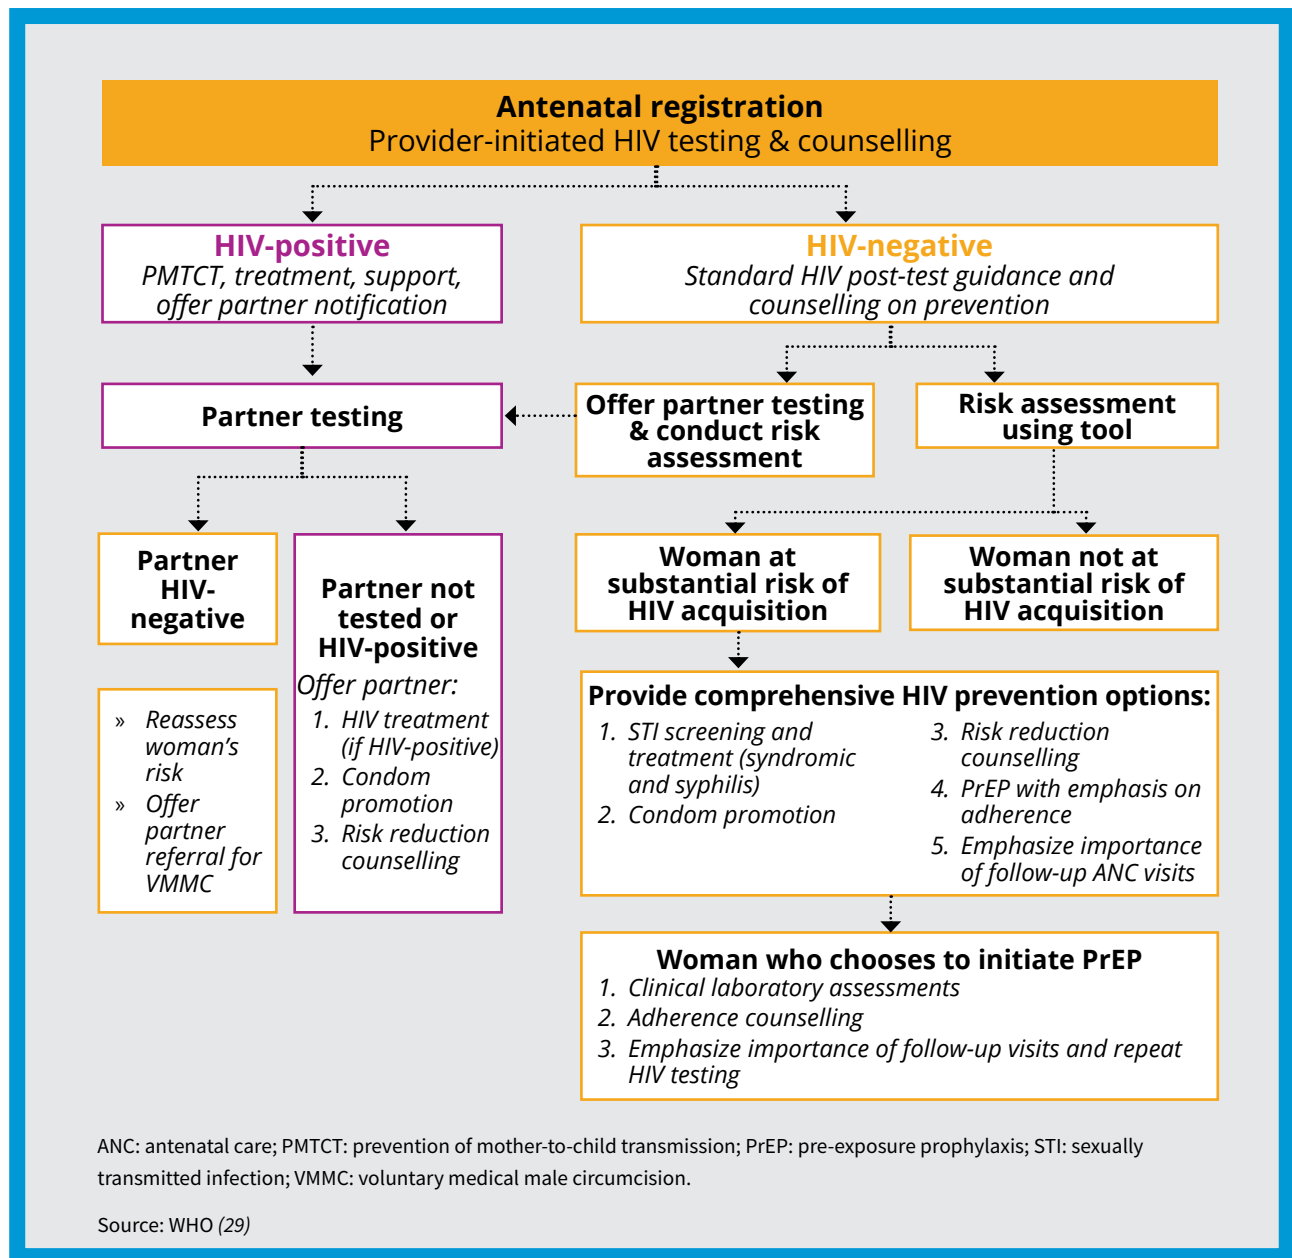 Antenatal registration
Provider-initiated HIV testing & counselling
HIV-positive
PMTCT, treatment, support,
offer partner notification
HIV-negative
Standard HIV post-test guidance and
counselling on prevention
Partner testing
Offer partner testing
& conduct risk
assessment
Risk assessment
using tool
Partner
HIV-
negative
» Reassess
woman's
risk
» Offer
partner
referral for
VMMC
Partner not
tested or
HIV-positive
Offer partner:
1. HIV treatment
(if HIV-positive)
2. Condom
promotion
3. Risk reduction
counselling
Woman at
substantial risk of
HIV acquisition
Woman not at
substantial risk of
HIV acquisition
Provide comprehensive HIV prevention options:
1. STI screening and
treatment (syndromic
and syphilis)
2. Condom promotion
3. Risk reduction
counselling
4. PrEP with emphasis on
adherence
5. Emphasize importance
of follow-up ANC visits
Woman who chooses to initiate PrEP
1. Clinical laboratory assessments
2. Adherence counselling
3. Emphasize importance of follow-up visits and repeat
HIV testing
ANC: antenatal care; PMTCT: prevention of mother-to-child transmission; PrEP: pre-exposure prophylaxis; STI: sexually
transmitted infection; VMMC: voluntary medical male circumcision.
Source: WHO (29)